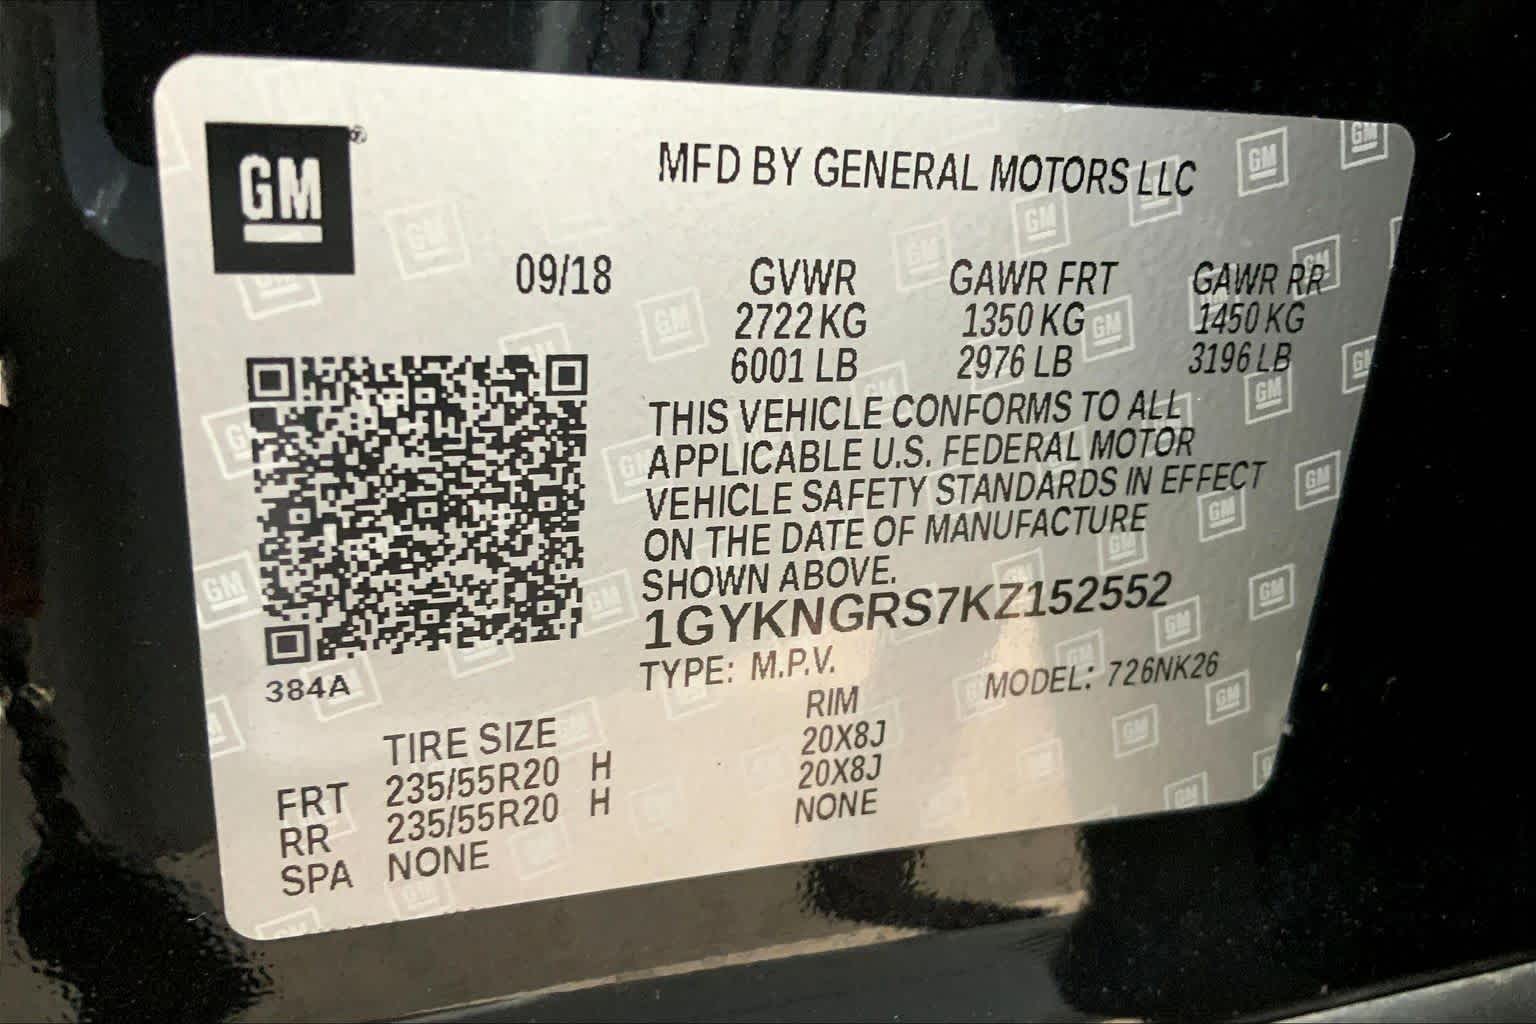 GM
MFD BY GENERAL MOTORS LLC
09/18 GVWR GAWR FRT GAWR RR
2722 KG 1350 KG 1450 KG
6001 LB 2976 LB 3196 LB
THIS VEHICLE CONFORMS TO ALL
APPLICABLE U.S. FEDERAL MOTOR
VEHICLE SAFETY STANDARDS IN EFFECT
ON THE DATE OF MANUFACTURE
SHOWN ABOVE.
1GYKNGRS7KZ152552
TYPE: M.P.V. MODEL: 726NK26
384A
TIRE SIZE RIM
FRT 235/55R20 H 20X8J
RR 235/55R20 H 20X8J
SPA NONE NONE